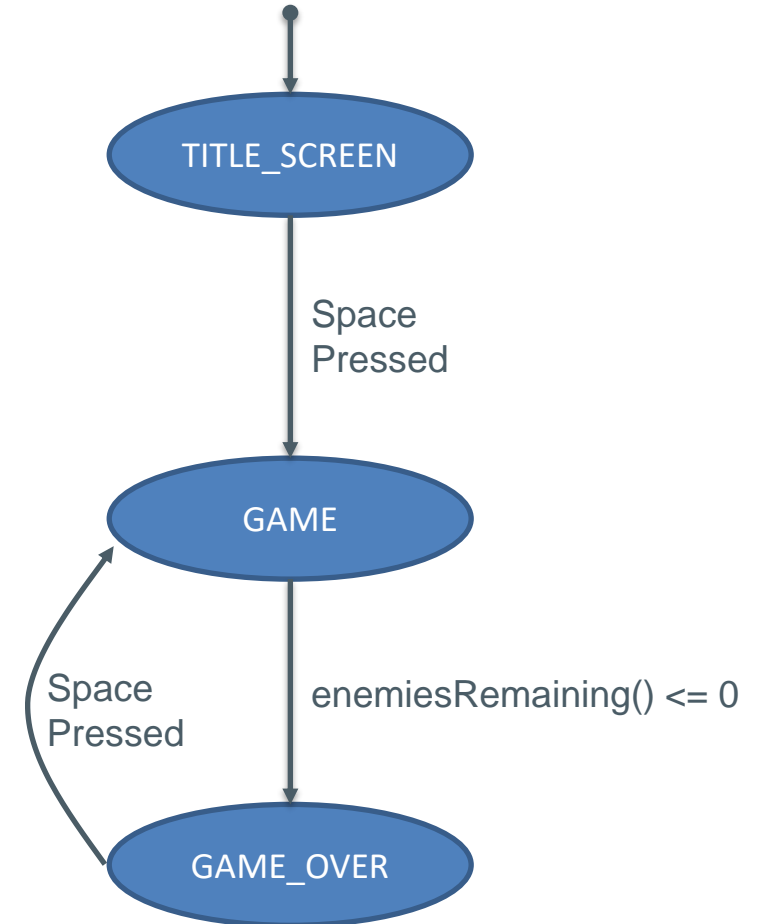 TITLE_SCREEN
Space
Pressed
GAME
Space
Pressed
enemiesRemaining() <= 0
GAME_OVER